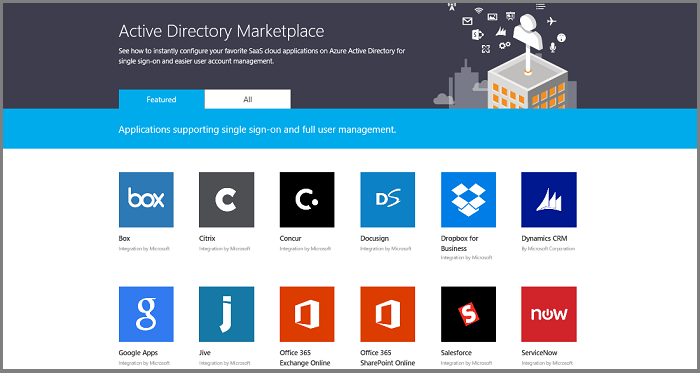 Active Directory Marketplace
See how to instantly configure your favorite SaaS cloud applications on Azure Active Directory for
single sign-on and easier user account management.
Featured All
Applications supporting single sign-on and full user management.
box C C. DS
Box Citrix Concur Docusign Dropbox for Dynamics CRM
Business
Integration by Microsoft Integration by Microsoft Integration by Microsoft Integration by Microsoft Integration by Microsoft By Microsoft Corporation
g j S now
Google Apps Jive Office 365 Office 365 Salesforce ServiceNow
Exchange Online SharePoint Online
Integration by Microsoft Integration by Microsoft Integration by Microsoft Integration by Microsoft